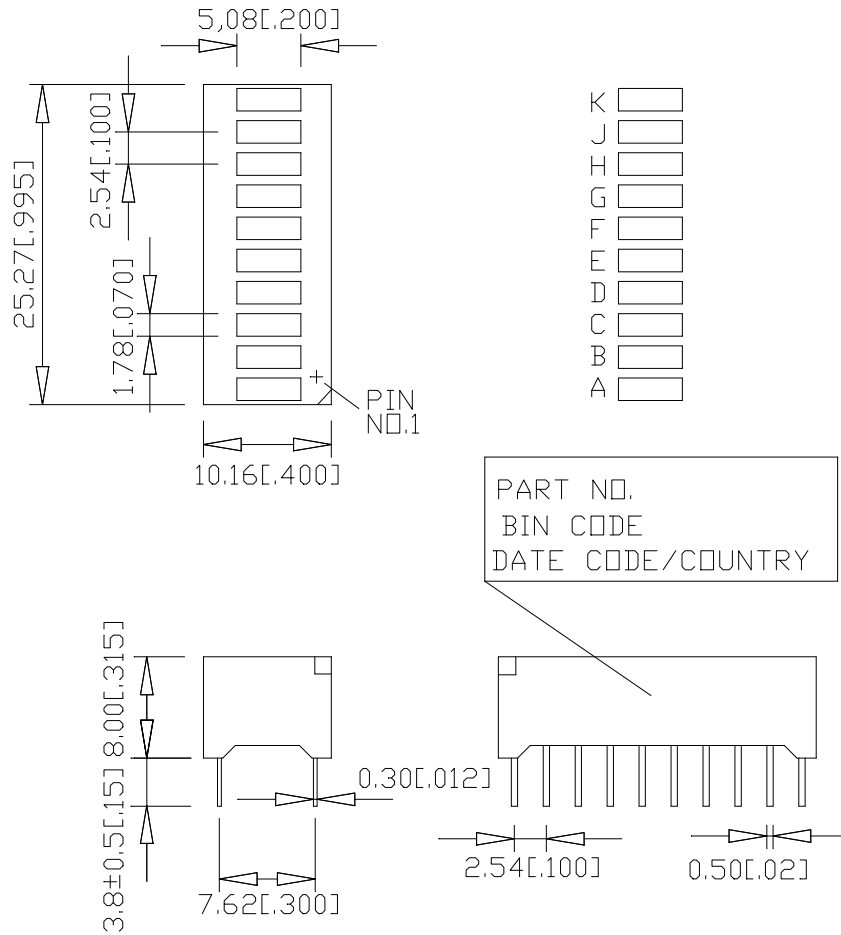 5,08[.200]
25.27[.995]
2.54[.100]
1.78[.070]
PIN
NO.1
10.16[.400]
K
J
H
G
F
E
D
C
B
A
PART NO.
BIN CODE
DATE CODE/COUNTRY
8.00[.315]
3.8±0.5[.15]
0.30[.012]
7.62[.300]
2.54[.100]
0.50[.02]